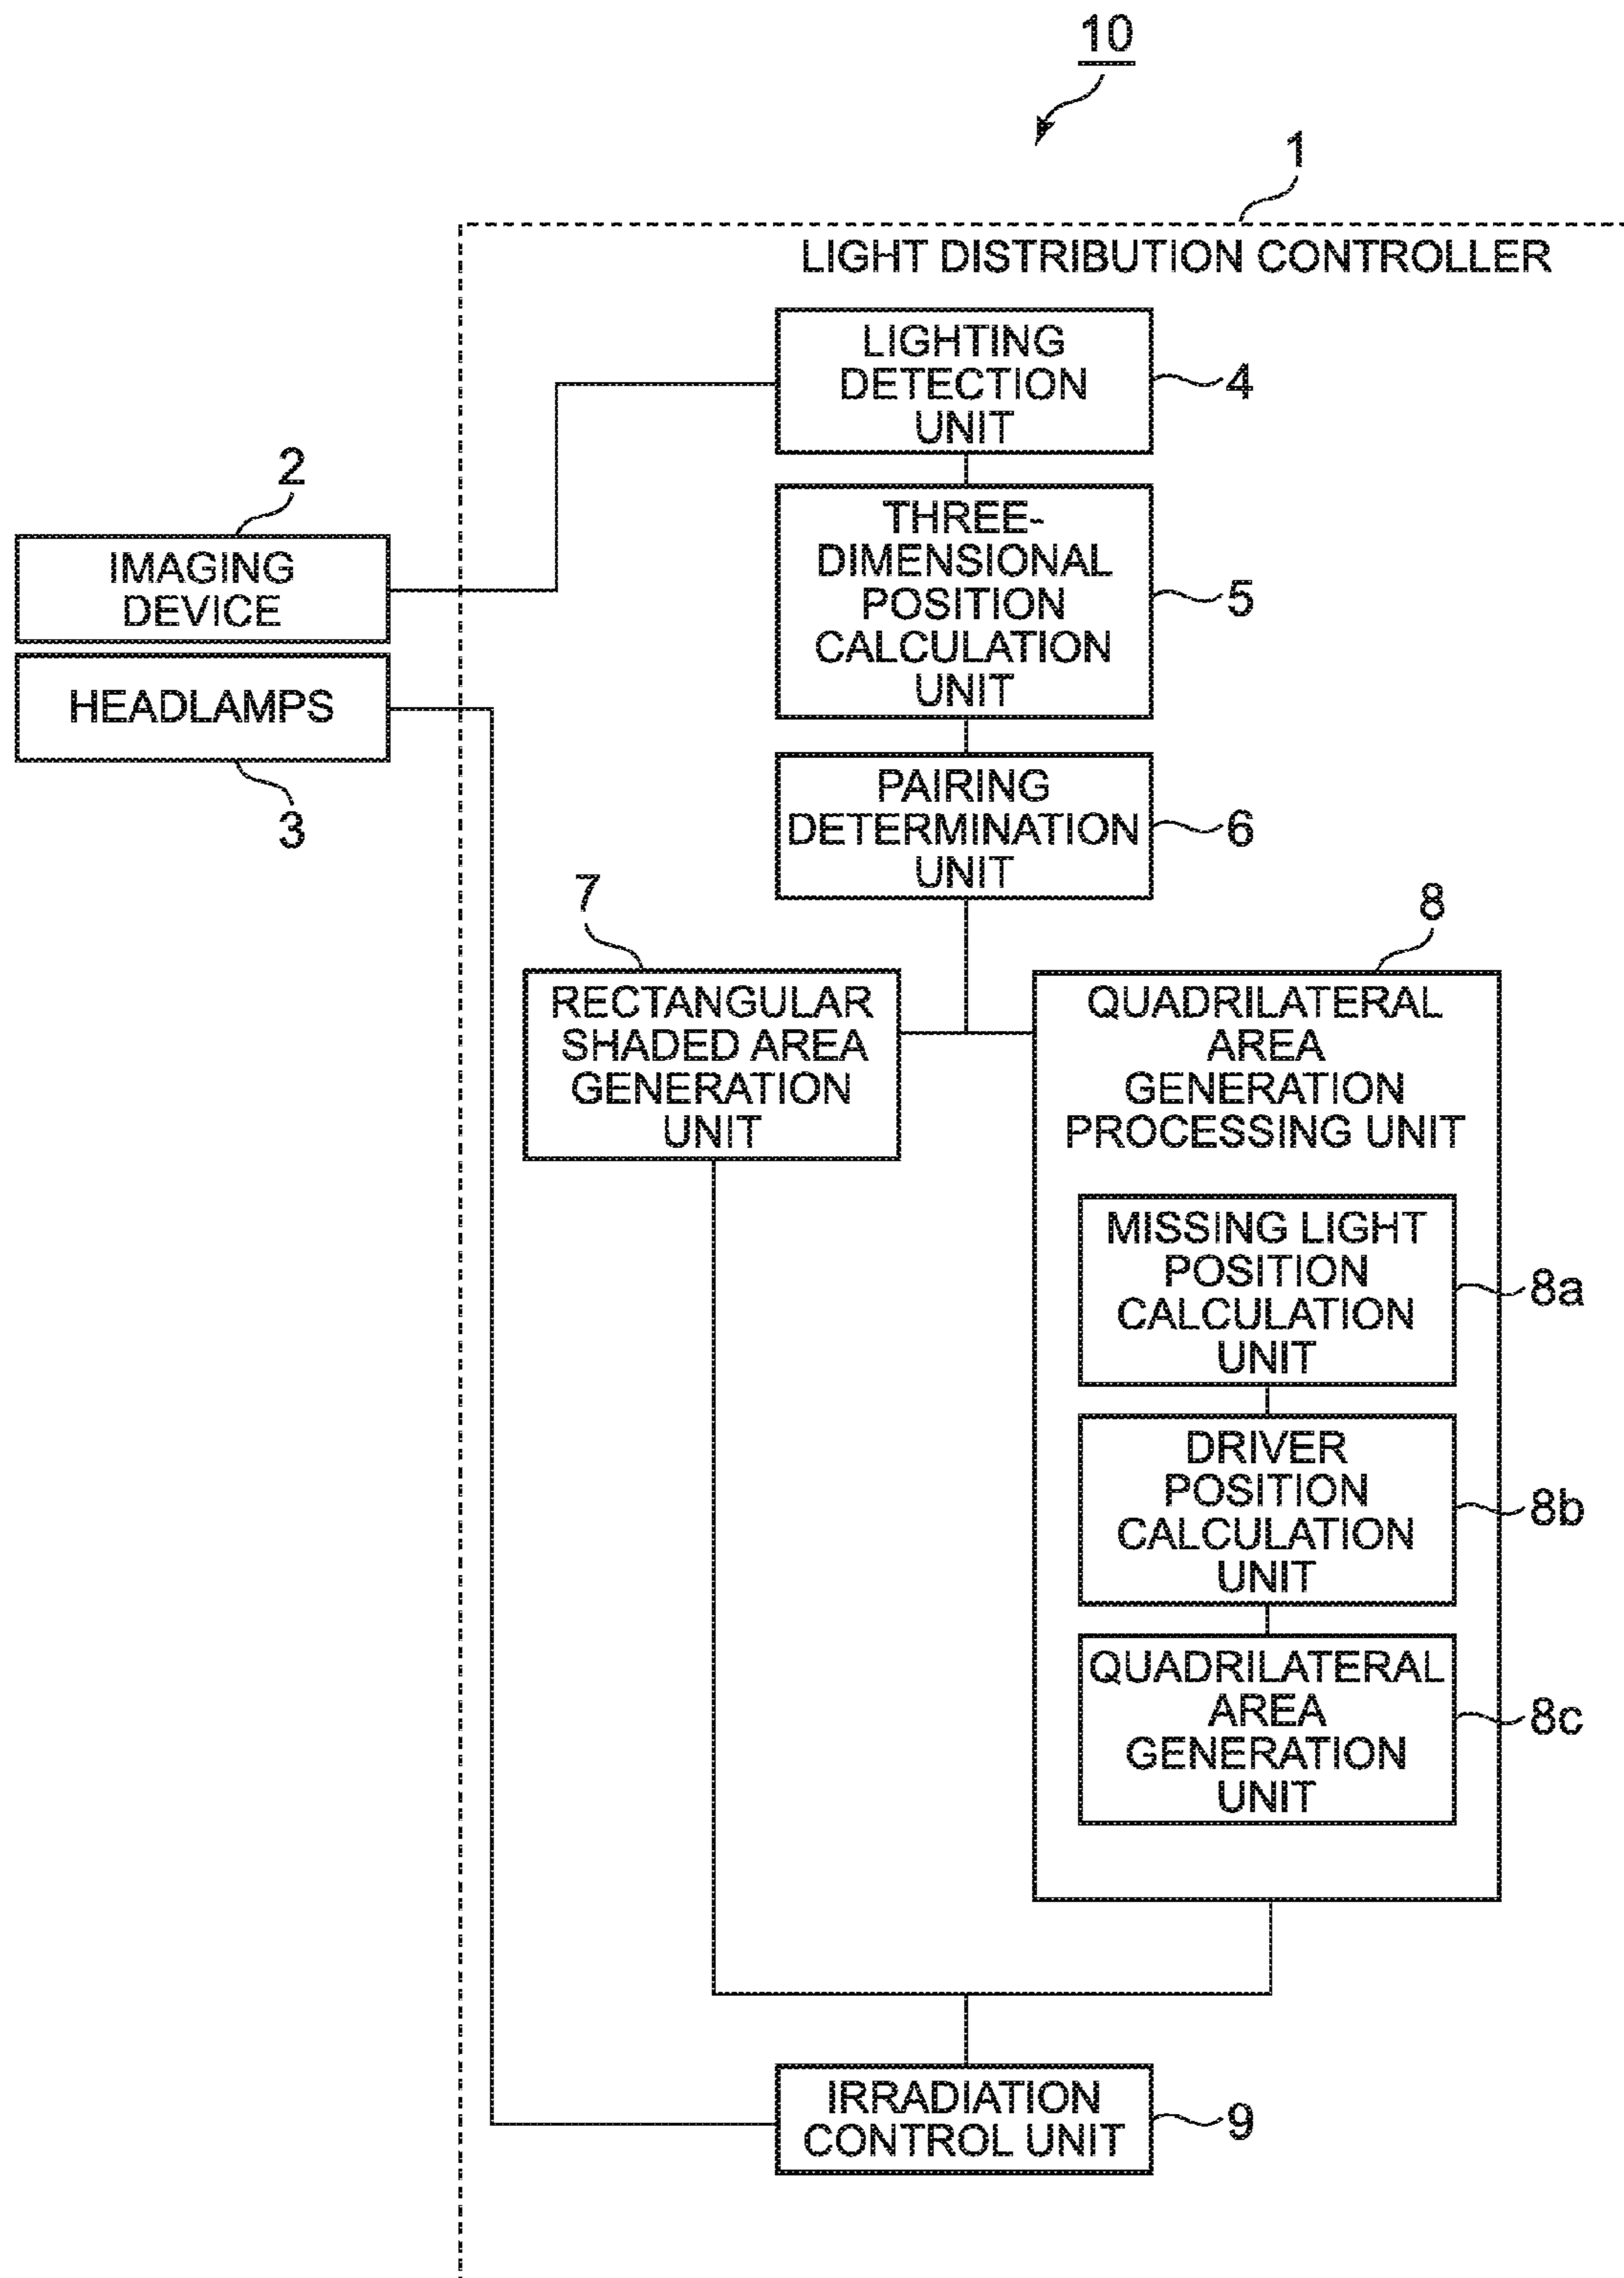 10
1
LIGHT DISTRIBUTION CONTROLLER
LIGHTING
DETECTION
UNIT
4
2
IMAGING
DEVICE
THREE-
DIMENSIONAL
POSITION
CALCULATION
UNIT
5
HEADLAMPS
3
PAIRING
DETERMINATION
UNIT
6
7
RECTANGULAR
SHADED AREA
GENERATION
UNIT
8
QUADRILATERAL
AREA
GENERATION
PROCESSING UNIT
MISSING LIGHT
POSITION
CALCULATION
UNIT
8a
DRIVER
POSITION
CALCULATION
UNIT
8b
QUADRILATERAL
AREA
GENERATION
UNIT
8c
IRRADIATION
CONTROL UNIT
9